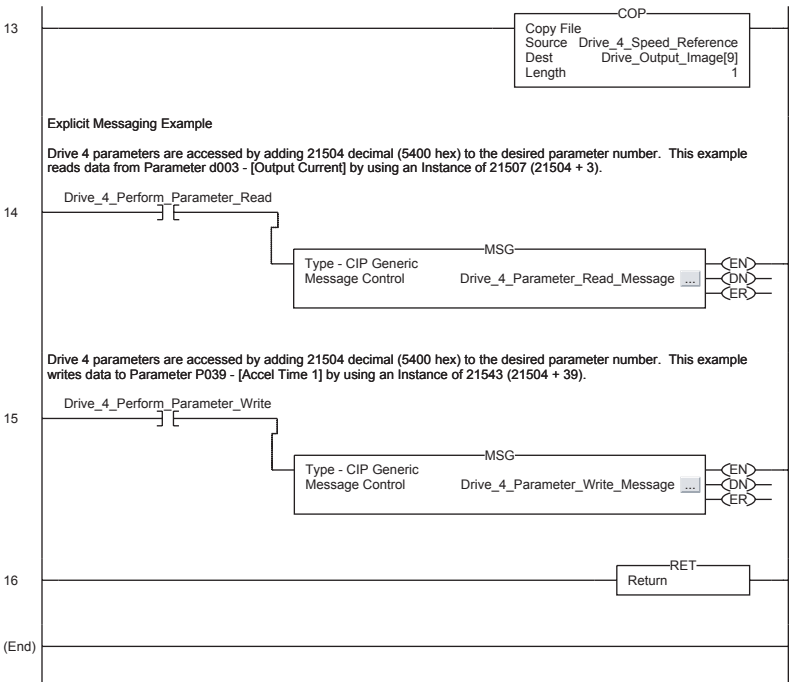 COP
13
Copy File
Source Drive_4_Speed_Reference
Dest Drive_Output_Image[9]
Length 1
Explicit Messaging Example
Drive 4 parameters are accessed by adding 21504 decimal (5400 hex) to the desired parameter number. This example
reads data from Parameter d003 - [Output Current] by using an Instance of 21507 (21504 + 3).
Drive_4_Perform_Parameter_Read
14
MSG
Type - CIP Generic
Message Control Drive_4_Parameter_Read_Message ...
EN
DN
ER
Drive 4 parameters are accessed by adding 21504 decimal (5400 hex) to the desired parameter number. This example
writes data to Parameter P039 - [Accel Time 1] by using an Instance of 21543 (21504 + 39).
Drive_4_Perform_Parameter_Write
15
MSG
Type - CIP Generic
Message Control Drive_4_Parameter_Write_Message ...
EN
DN
ER
RET
16
Return
(End)